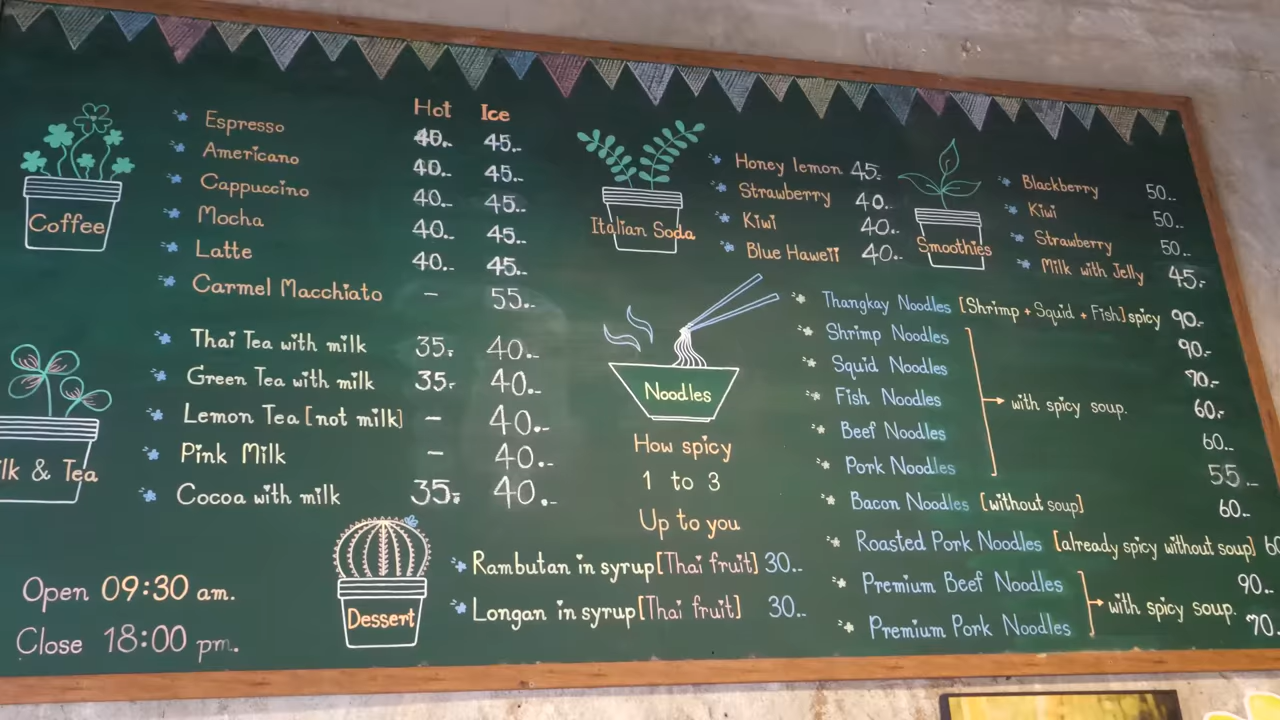 Coffee
Hot Ice
Espresso 40.. 45..
Americano 40.. 45..
Cappuccino 40.. 45..
Mocha 40.. 45..
Latte 40.. 45..
Carmel Macchiato - 55..
lk & Tea
Thai Tea with milk 35.- 40..
Green Tea with milk 35.- 40..
Lemon Tea [not milk] - 40..
Pink Milk - 40..
Cocoa with milk 35.- 40..
Open 09:30 am.
Close 18:00 pm.
Dessert
Rambutan in syrup [Thai fruit] 30..
Longan in syrup [Thai fruit] 30..
Italian Soda
Honey lemon 45.-
Strawberry 40..
Kiwi 40..
Blue Haweii 40..
Smoothies
Blackberry 50..
Kiwi 50..
Strawberry 50..
Milk with Jelly 45.-
Noodles
How spicy
1 to 3
Up to you
Thangkay Noodles [Shrimp + Squid + Fish] spicy 90.-
Shrimp Noodles 90.-
Squid Noodles 70.-
Fish Noodles 60.-
with spicy soup.
Beef Noodles 60..
Pork Noodles 55..
Bacon Noodles [without soup] 60..
Roasted Pork Noodles [already spicy without soup] 60
Premium Beef Noodles 90..
with spicy soup.
Premium Pork Noodles 70.